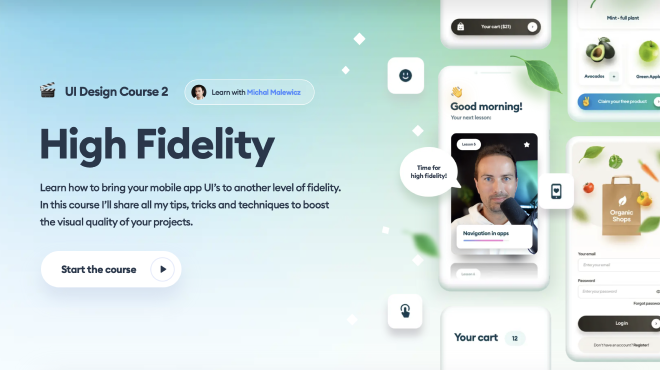 UI Design Course 2
Learn with Michal Malewicz
High Fidelity
Learn how to bring your mobile app UI's to another level of fidelity.
In this course I'll share all my tips, tricks and techniques to boost
the visual quality of your projects.
Start the course
Your cart ($21)
Good morning!
Your next lesson:
Lesson 5
Time for
high fidelity!
Navigation in apps
Your cart 12
Mint - full plant
Avocados
Green Apple
Claim your free product
Organic
Shops
Your email
Enter your email
Password
Enter you password
Forgot password
Log in
Don't have an account? Register!